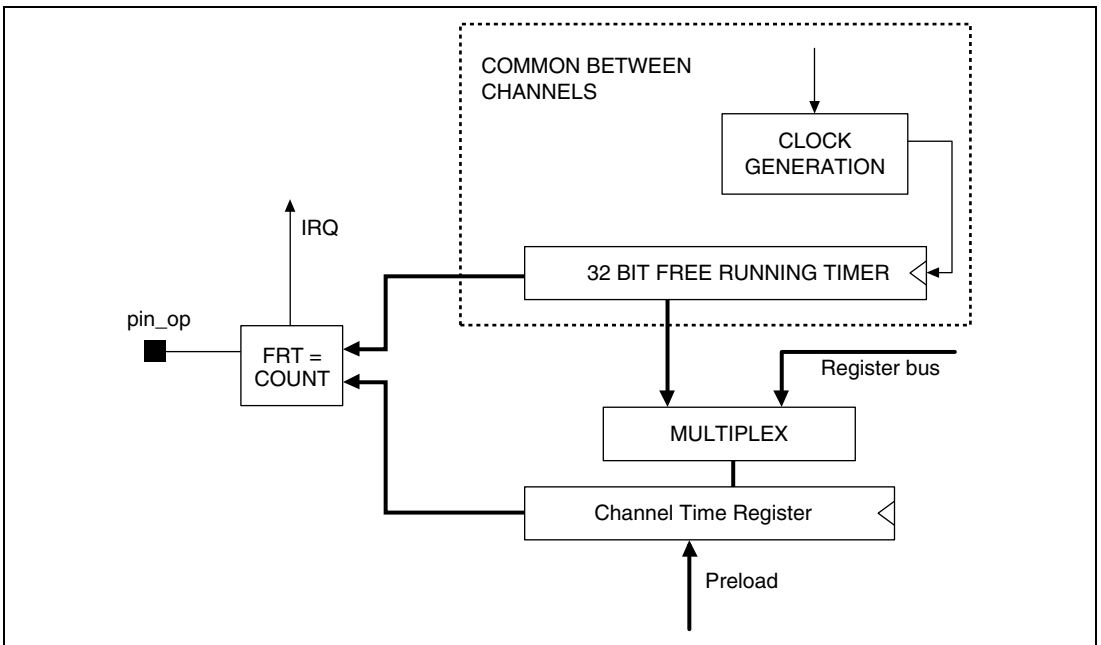 COMMON BETWEEN
CHANNELS
CLOCK
GENERATION
IRQ
32 BIT FREE RUNNING TIMER
pin_op
FRT =
COUNT
Register bus
MULTIPLEX
Channel Time Register
Preload